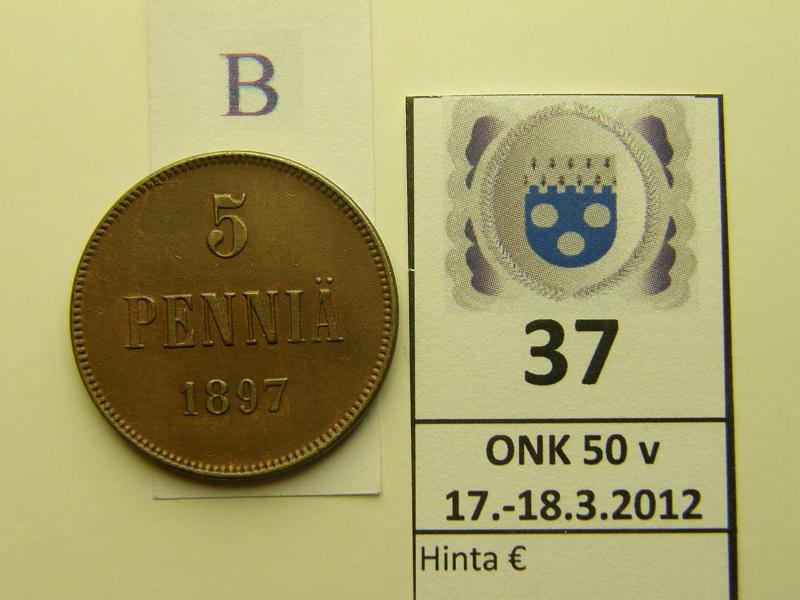 B
5
PENNIÄ
1897
37
ONK 50 v
17.-18.3.2012
Hinta €